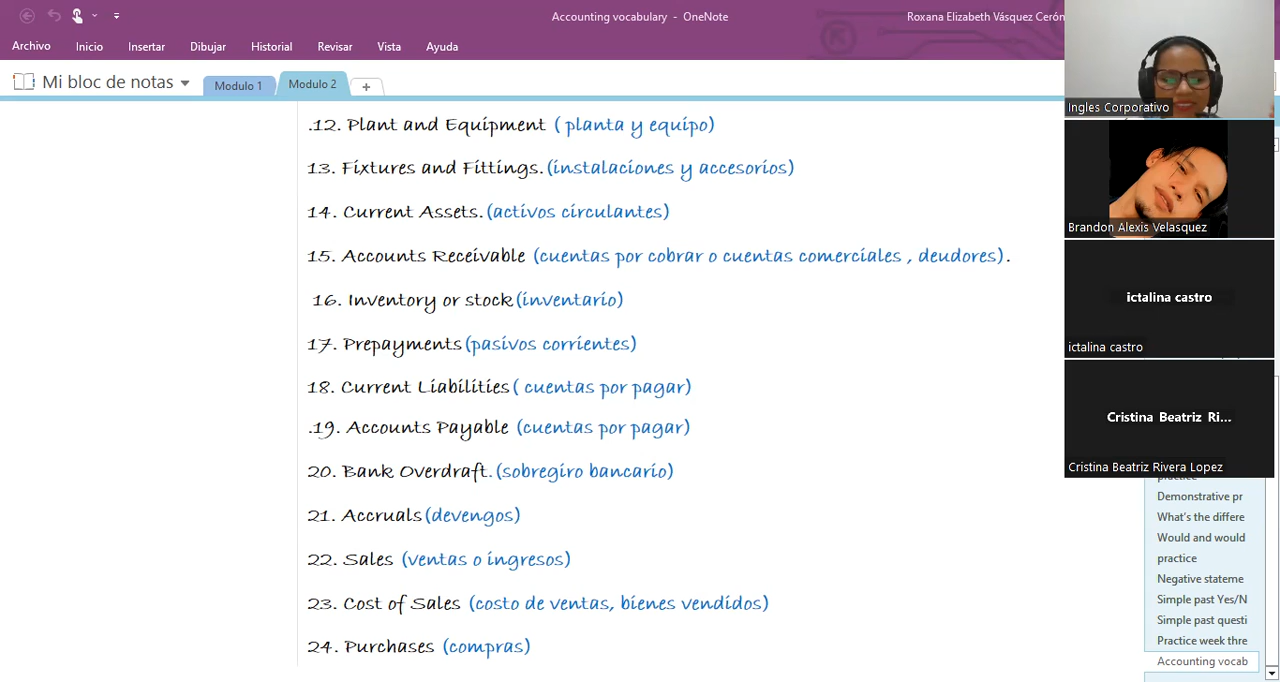 Accounting vocabulary - OneNote
Roxana Elizabeth Vásquez Cerón
Archivo Inicio Insertar Dibujar Historial Revisar Vista Ayuda
Mi bloc de notas Modulo 1 Modulo 2 +
.12. Plant and Equipment ( planta y equipo)
13. Fixtures and Fittings. (instalaciones y accesorios)
14. Current Assets. (activos circulantes)
15. Accounts Receivable (cuentas por cobrar o cuentas comerciales , deudores).
16. Inventory or stock (inventario)
17. Prepayments (pasivos corrientes)
18. Current Liabilities ( cuentas por pagar)
.19. Accounts Payable (cuentas por pagar)
20. Bank Overdraft. (sobregiro bancario)
21. Accruals (devengos)
22. Sales (ventas o ingresos)
23. Cost of Sales (costo de ventas, bienes vendidos)
24. Purchases (compras)
Ingles Corporativo
Brandon Alexis Velasquez
ictalina castro
ictalina castro
Cristina Beatriz Ri...
Cristina Beatriz Rivera Lopez
practice
Demonstrative pr
What's the differe
Would and would
practice
Negative stateme
Simple past Yes/N
Simple past questi
Practice week thre
Accounting vocab